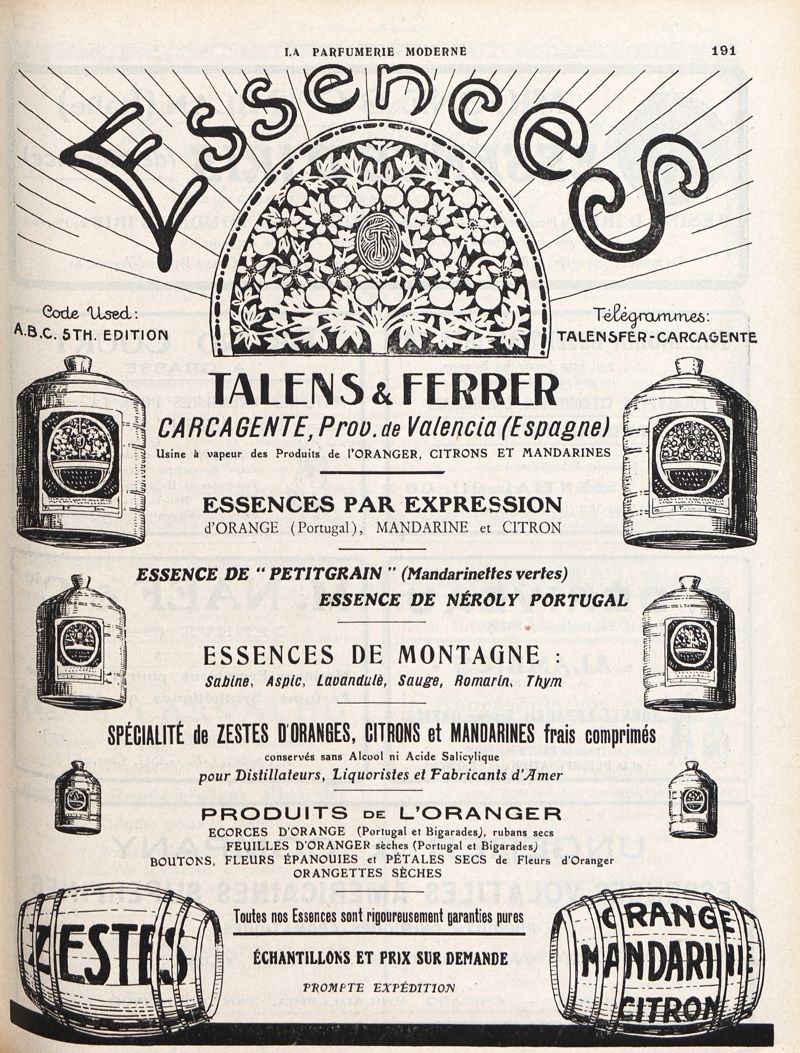 LA PARFUMERIE MODERNE
191
Essences
Code Used:
A.B.C. 5TH. EDITION
Télégrammes:
TALENSFER-CARCAGENTE
TALENS & FERRER
CARCAGENTE, Prov. de Valencia (Espagne)
Usine à vapeur des Produits de l'ORANGER, CITRONS ET MANDARINES
ESSENCES PAR EXPRESSION
d'ORANGE (Portugal), MANDARINE et CITRON
ESSENCE DE "PETITGRAIN" (Mandarinettes vertes)
ESSENCE DE NÉROLY PORTUGAL
ESSENCES DE MONTAGNE :
Sabine, Aspic, Lavandule, Sauge, Romarin, Thym
SPÉCIALITÉ de ZESTES D'ORANGES, CITRONS et MANDARINES frais comprimés
conservés sans Alcool ni Acide Salicylique
pour Distillateurs, Liquoristes et Fabricants d'Amer
PRODUITS DE L'ORANGER
ECORCES D'ORANGE (Portugal et Bigarades), rubans secs
FEUILLES D'ORANGER sèches (Portugal et Bigarades)
BOUTONS, FLEURS ÉPANOUIES et PÉTALES SECS de Fleurs d'Oranger
ORANGETTES SÈCHES
Toutes nos Essences sont rigoureusement garanties pures
ÉCHANTILLONS ET PRIX SUR DEMANDE
PROMPTE EXPÉDITION
ZESTES
ORANGE
MANDARINE
CITRON